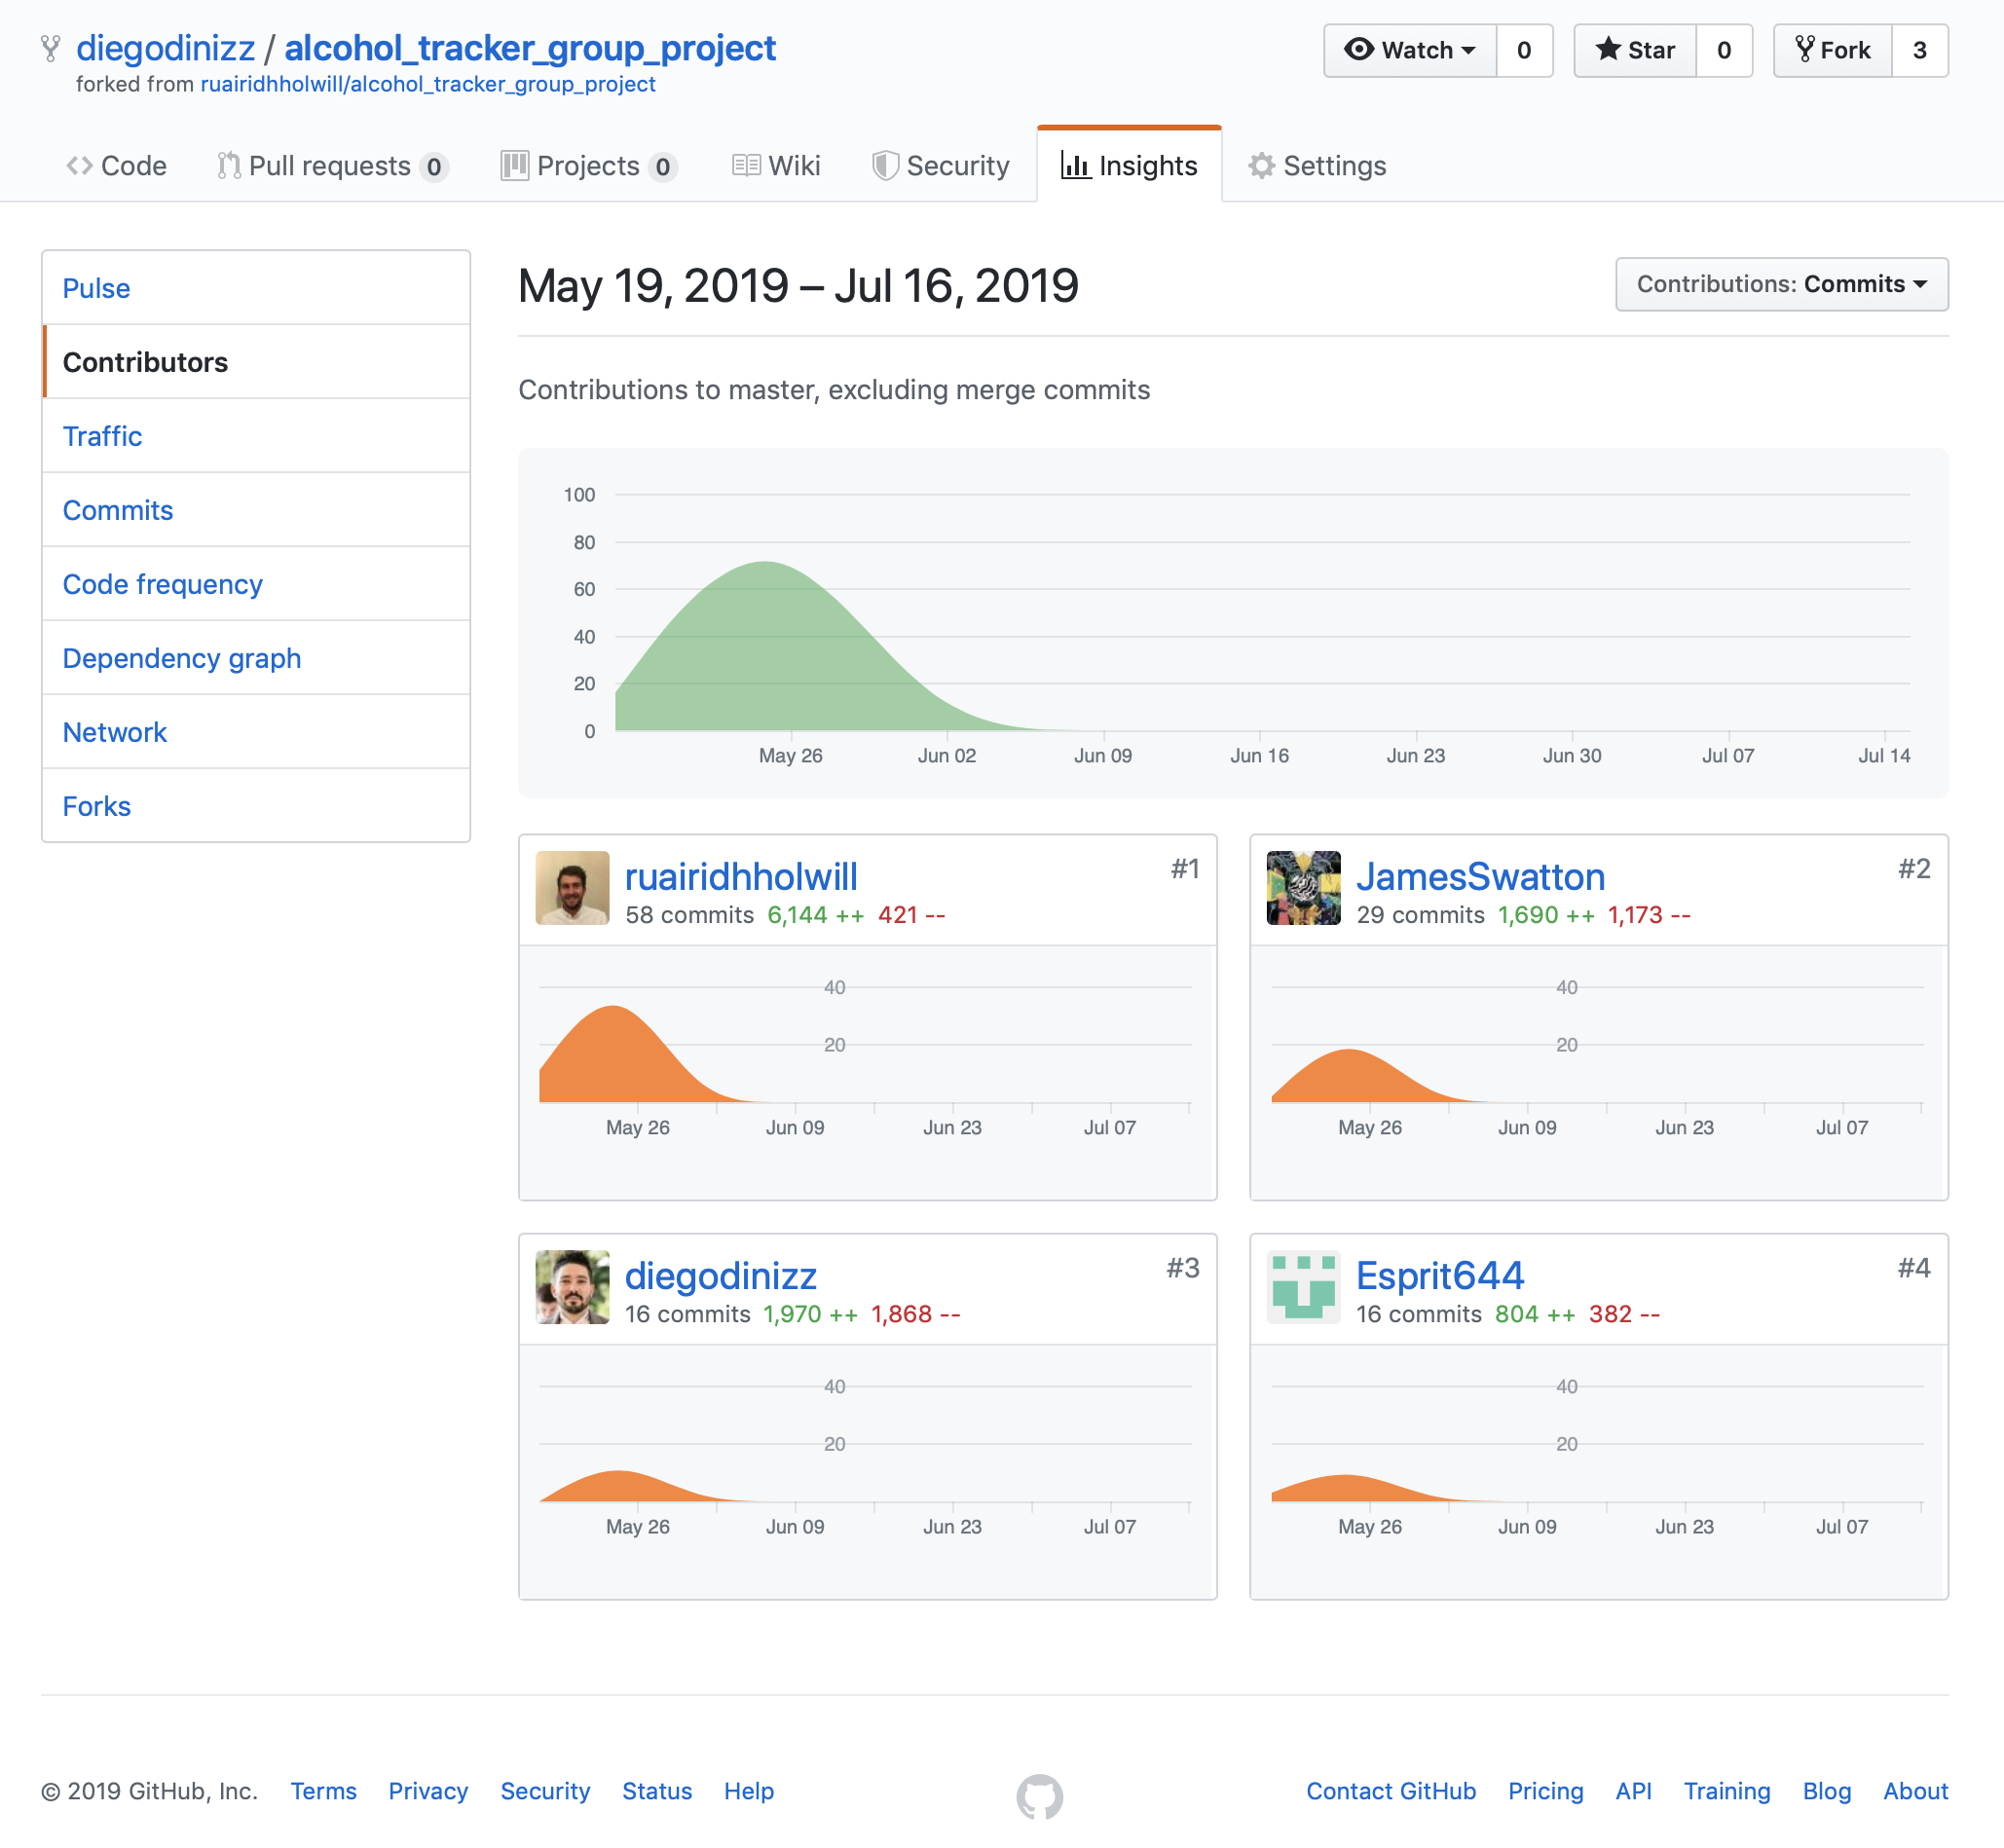 diegodinizz / alcohol_tracker_group_project
forked from ruairidhholwill/alcohol_tracker_group_project
Watch 0 Star 0 Fork 3
Code Pull requests 0 Projects 0 Wiki Security Insights Settings
Pulse
Contributors
Traffic
Commits
Code frequency
Dependency graph
Network
Forks
May 19, 2019 – Jul 16, 2019
Contributions: Commits
Contributions to master, excluding merge commits
100
80
60
40
20
0
May 26 Jun 02 Jun 09 Jun 16 Jun 23 Jun 30 Jul 07 Jul 14
ruairidhholwill #1
58 commits 6,144 ++ 421 --
40
20
May 26 Jun 09 Jun 23 Jul 07
JamesSwatton #2
29 commits 1,690 ++ 1,173 --
40
20
May 26 Jun 09 Jun 23 Jul 07
diegodinizz #3
16 commits 1,970 ++ 1,868 --
40
20
May 26 Jun 09 Jun 23 Jul 07
Esprit644 #4
16 commits 804 ++ 382 --
40
20
May 26 Jun 09 Jun 23 Jul 07
© 2019 GitHub, Inc. Terms Privacy Security Status Help Contact GitHub Pricing API Training Blog About